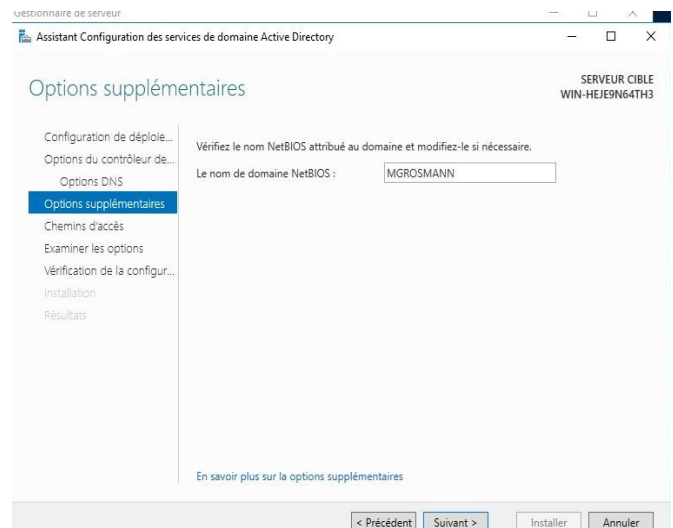 Gestionnaire de serveur
Assistant Configuration des services de domaine Active Directory
Options supplémentaires
SERVEUR CIBLE
WIN-HEJE9N64TH3
Configuration de déploie...
Options du contrôleur de...
Options DNS
Options supplémentaires
Chemins d'accès
Examiner les options
Vérification de la configur...
Installation
Résultats
Vérifiez le nom NetBIOS attribué au domaine et modifiez-le si nécessaire.
Le nom de domaine NetBIOS :
MGROSMANN
En savoir plus sur la options supplémentaires
< Précédent
Suivant >
Installer
Annuler